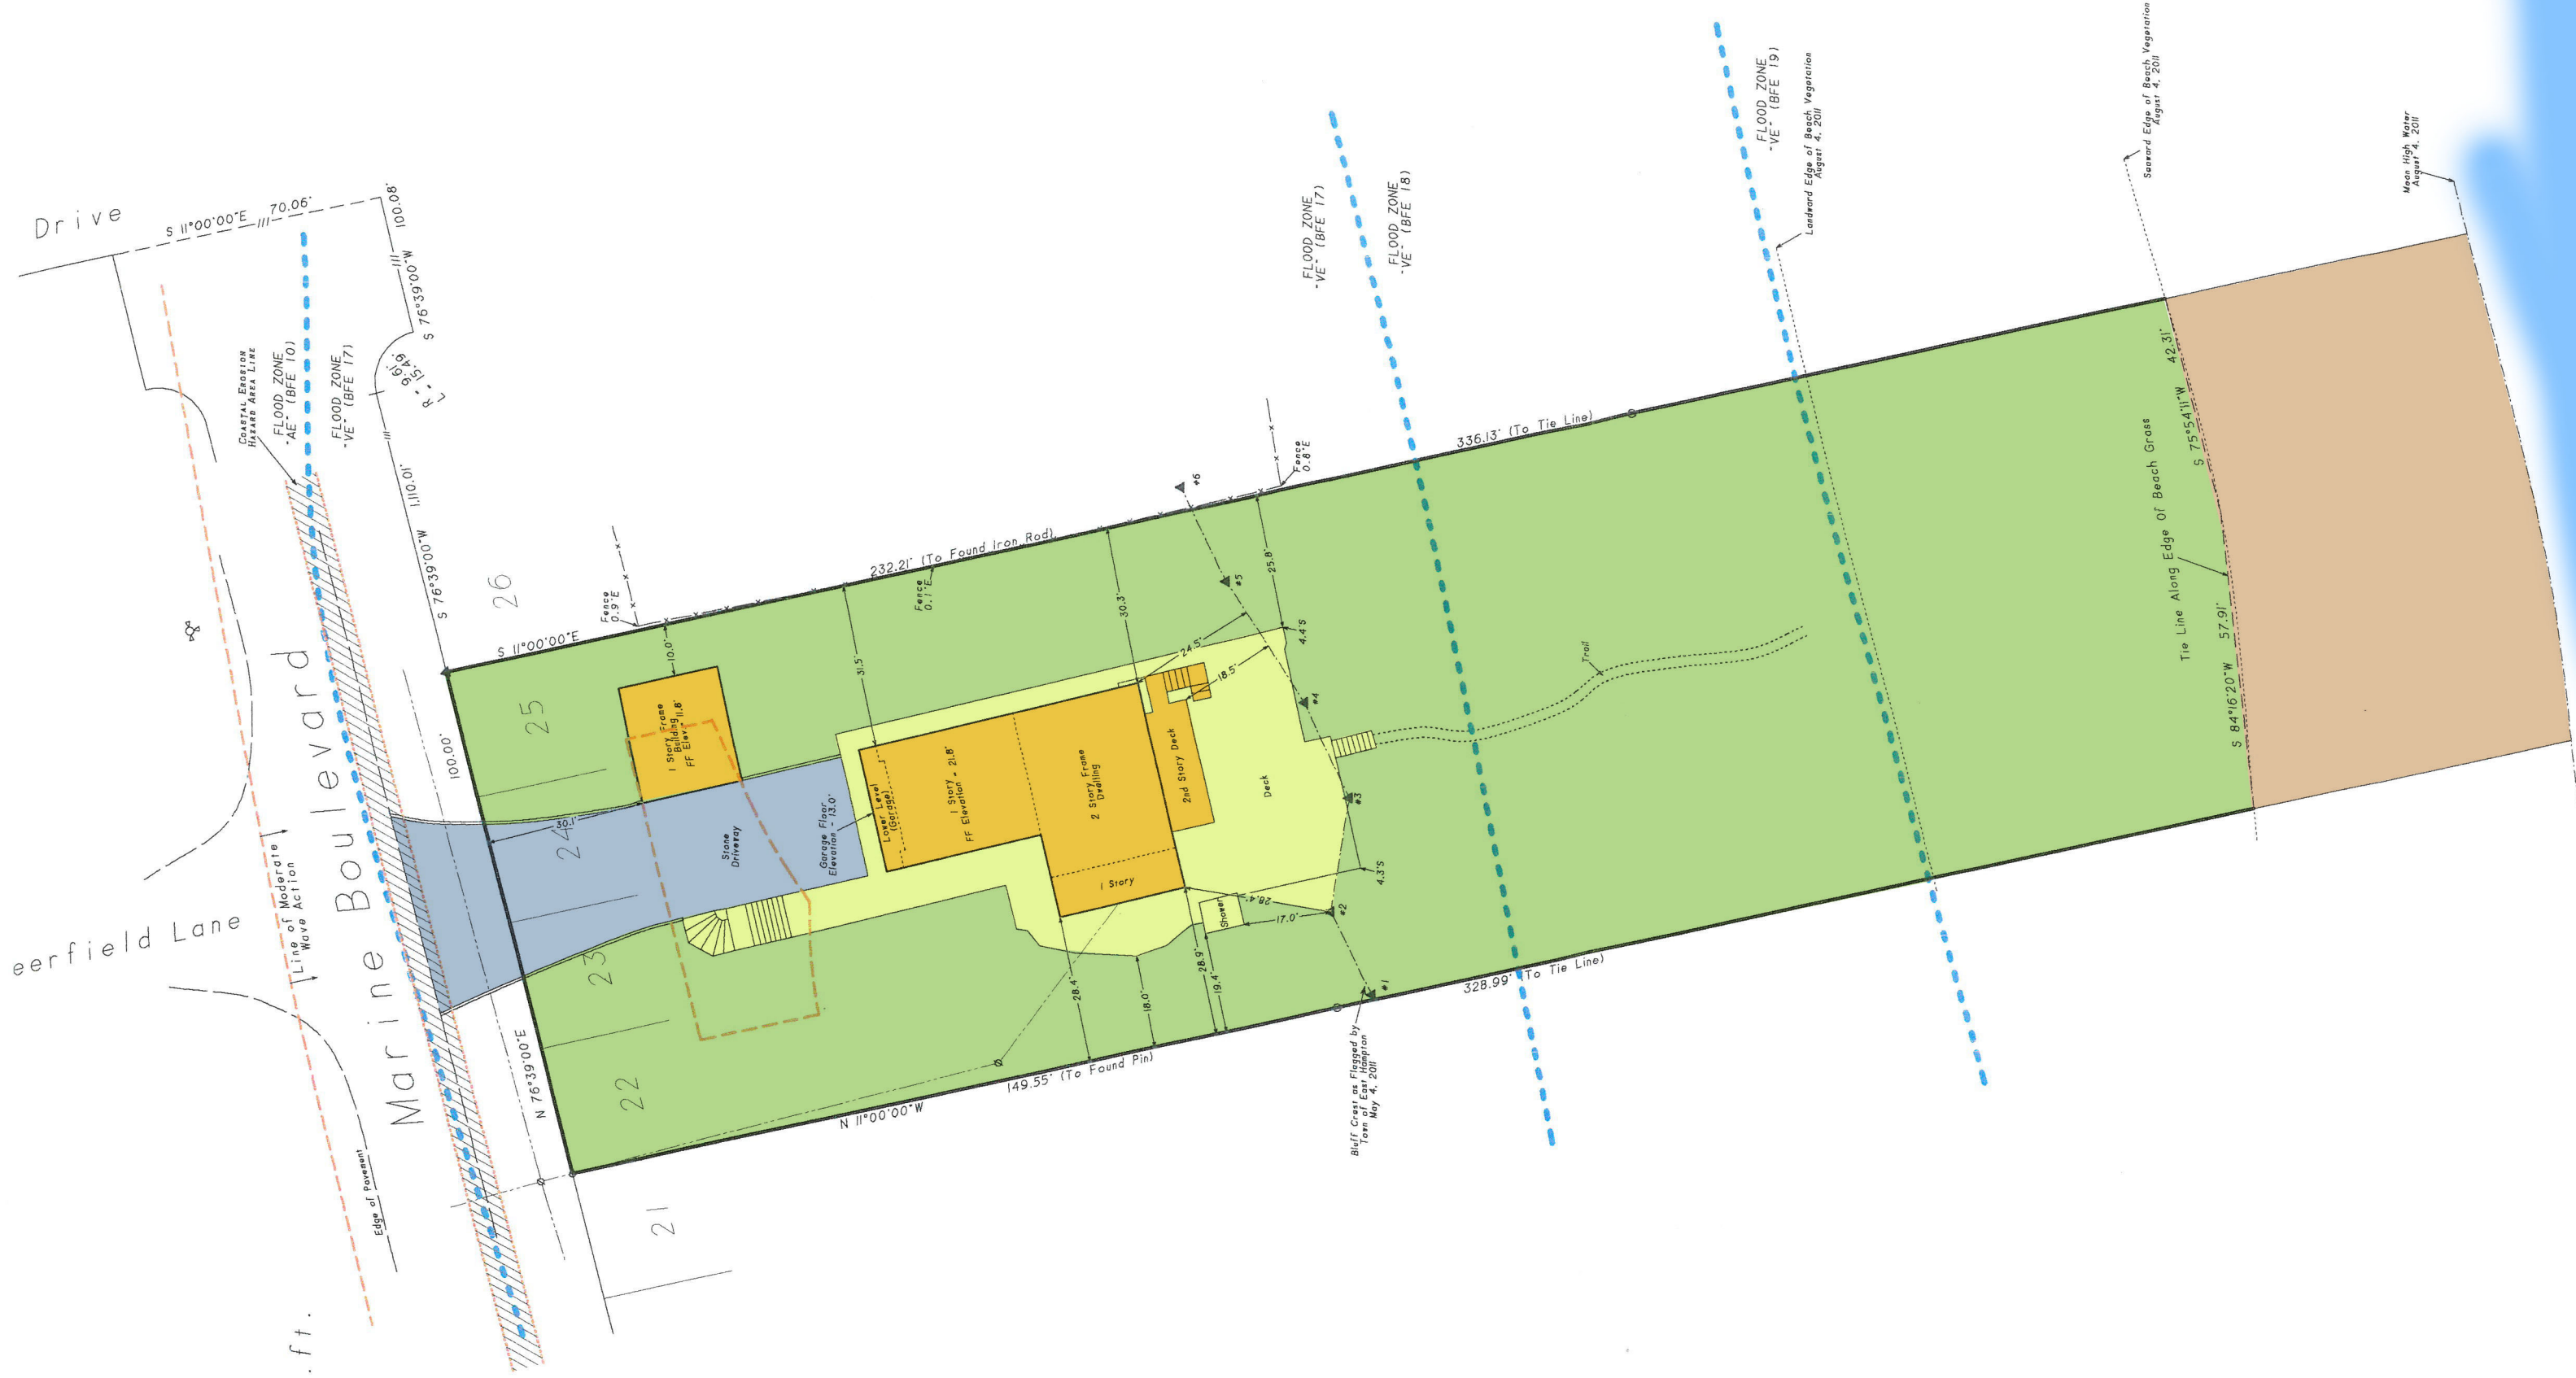 Drive
S 11°00'00"E
70.06'
100.08'
S 76°39'00"W
COASTAL EROSION
HAZARD AREA LINE
FLOOD ZONE
"AE" (BFE 10)
FLOOD ZONE
"VE" (BFE 17)
R = 9.61'
L = 15.49'
1,110.01'
S 76°39'00"W
26
25
24
23
22
21
100.00'
N 76°39'00"E
Marine Boulevard
eerfield Lane
Line of Moderate
Wave Action
Edge of Pavement
.ft.
S 11°00'00"E
Fence
0.9'E
232.21' (To Found Iron Rod)
Fence
0.1'E
Fence
0.8'E
336.13' (To Tie Line)
10.0'
1 Story Frame
Building
FF Elev. 11.8'
30.1'
Stone
Driveway
Garage Floor
Elevation - 13.0'
Lower Level
(Garage)
31.5'
1 Story
FF Elevation - 21.8'
2 Story Frame
Dwelling
1 Story
2nd Story Deck
Deck
30.3'
24.5'
18.5'
25.8'
4.4'S
4.3'S
Shower
28.4'
17.0'
28.4'
18.0'
28.9'
19.4'
#6
#5
#4
#3
#2
#1
Trail
N 11°00'00"W
149.55' (To Found Pin)
328.99' (To Tie Line)
Bluff Crest as Flagged by
Town of East Hampton
May 4, 2011
FLOOD ZONE
"VE" (BFE 17)
FLOOD ZONE
"VE" (BFE 18)
FLOOD ZONE
"VE" (BFE 19)
Landward Edge of Beach Vegetation
August 4, 2011
Seaward Edge of Beach Vegetation
August 4, 2011
Mean High Water
August 4, 2011
Tie Line Along Edge Of Beach Grass
S 75°54'11"W
42.31'
S 84°16'20"W
57.91'